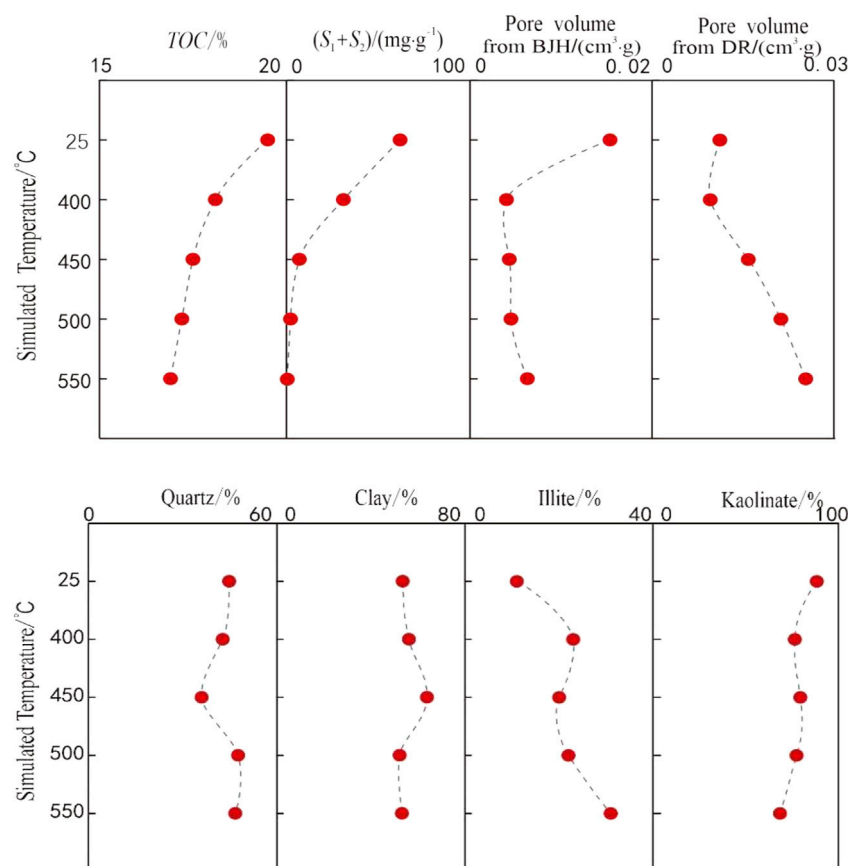 TOC/% (S₁+S₂)/(mg·g⁻¹) Pore volume from BJH/(cm³·g) Pore volume from DR/(cm³·g)
15 20 0 100 0 0.02 0 0.03
Simulated Temperature/°C
25
400
450
500
550
Quartz/% Clay/% Illite/% Kaolinate/%
0 60 0 80 0 40 0 100
Simulated Temperature/°C
25
400
450
500
550